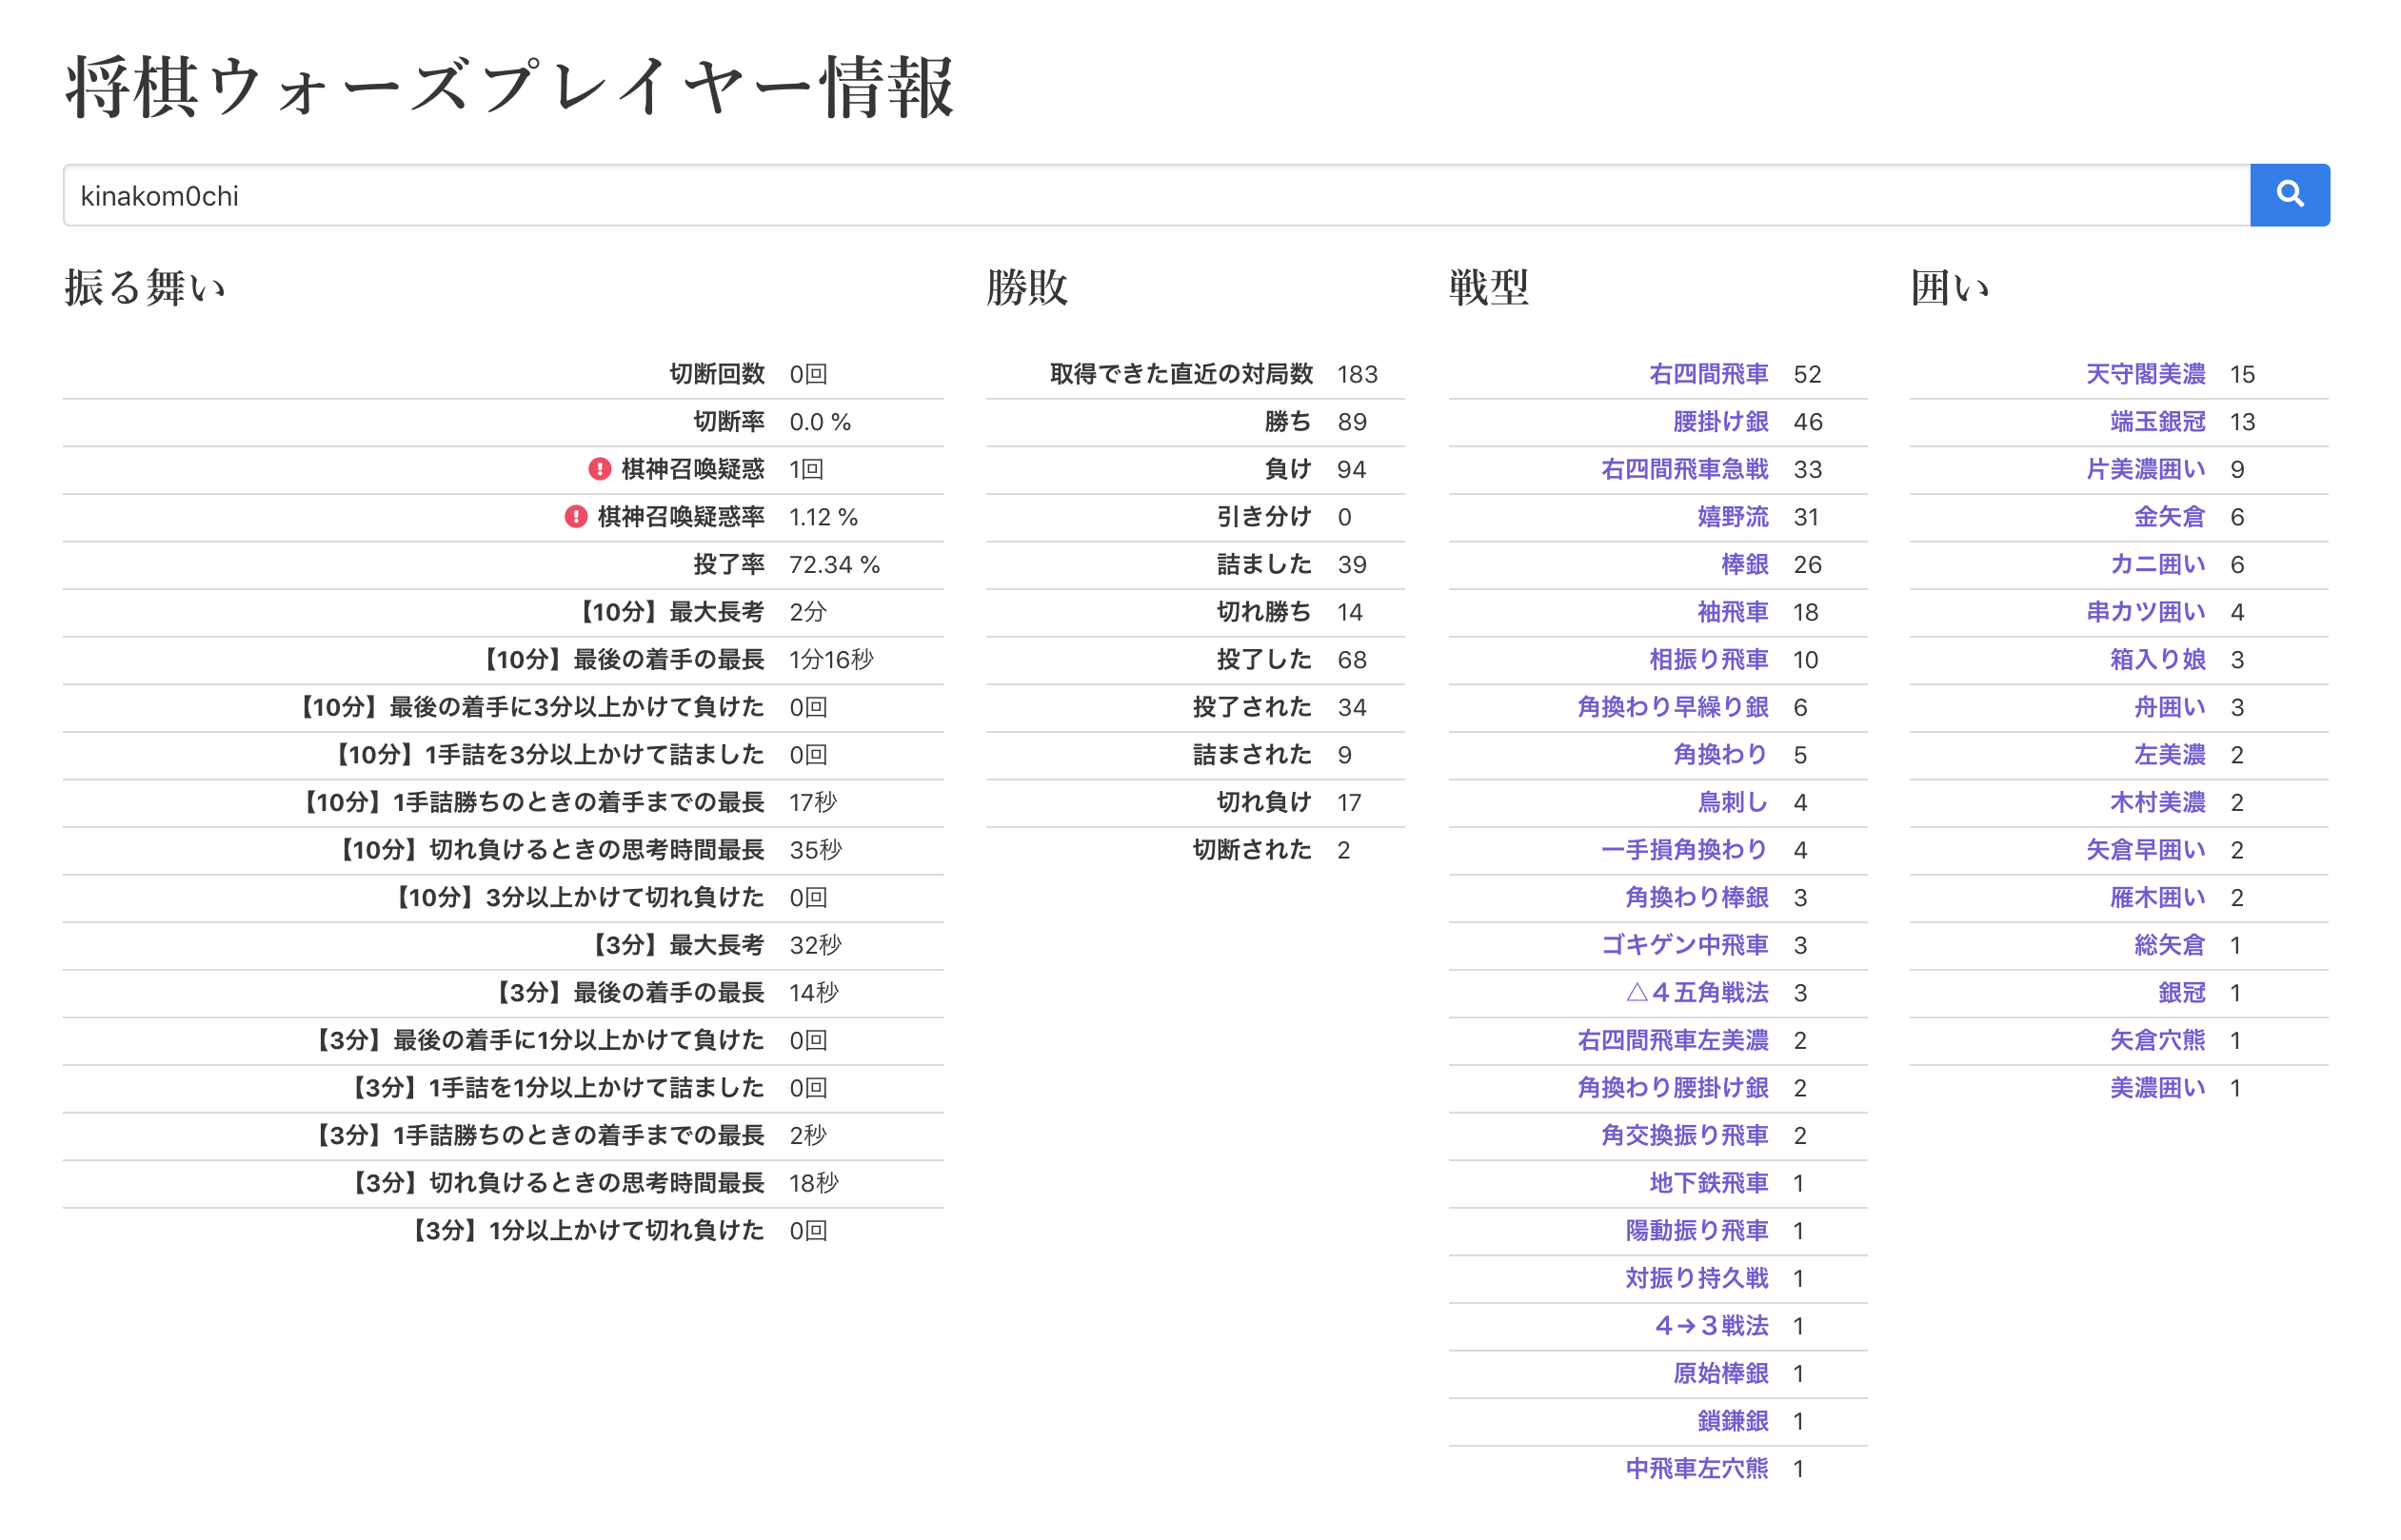 将棋ウォーズプレイヤー情報
kinakom0chi
振る舞い
切断回数 0回
切断率 0.0 %
棋神召喚疑惑 1回
棋神召喚疑惑率 1.12 %
投了率 72.34 %
【10分】最大長考 2分
【10分】最後の着手の最長 1分16秒
【10分】最後の着手に3分以上かけて負けた 0回
【10分】1手詰を3分以上かけて詰ました 0回
【10分】1手詰勝ちのときの着手までの最長 17秒
【10分】切れ負けるときの思考時間最長 35秒
【10分】3分以上かけて切れ負けた 0回
【3分】最大長考 32秒
【3分】最後の着手の最長 14秒
【3分】最後の着手に1分以上かけて負けた 0回
【3分】1手詰を1分以上かけて詰ました 0回
【3分】1手詰勝ちのときの着手までの最長 2秒
【3分】切れ負けるときの思考時間最長 18秒
【3分】1分以上かけて切れ負けた 0回
勝敗
取得できた直近の対局数 183
勝ち 89
負け 94
引き分け 0
詰ました 39
切れ勝ち 14
投了した 68
投了された 34
詰まされた 9
切れ負け 17
切断された 2
戦型
右四間飛車 52
腰掛け銀 46
右四間飛車急戦 33
嬉野流 31
棒銀 26
袖飛車 18
相振り飛車 10
角換わり早繰り銀 6
角換わり 5
鳥刺し 4
一手損角換わり 4
角換わり棒銀 3
ゴキゲン中飛車 3
△４五角戦法 3
右四間飛車左美濃 2
角換わり腰掛け銀 2
角交換振り飛車 2
地下鉄飛車 1
陽動振り飛車 1
対振り持久戦 1
４→３戦法 1
原始棒銀 1
鎖鎌銀 1
中飛車左穴熊 1
囲い
天守閣美濃 15
端玉銀冠 13
片美濃囲い 9
金矢倉 6
カニ囲い 6
串カツ囲い 4
箱入り娘 3
舟囲い 3
左美濃 2
木村美濃 2
矢倉早囲い 2
雁木囲い 2
総矢倉 1
銀冠 1
矢倉穴熊 1
美濃囲い 1